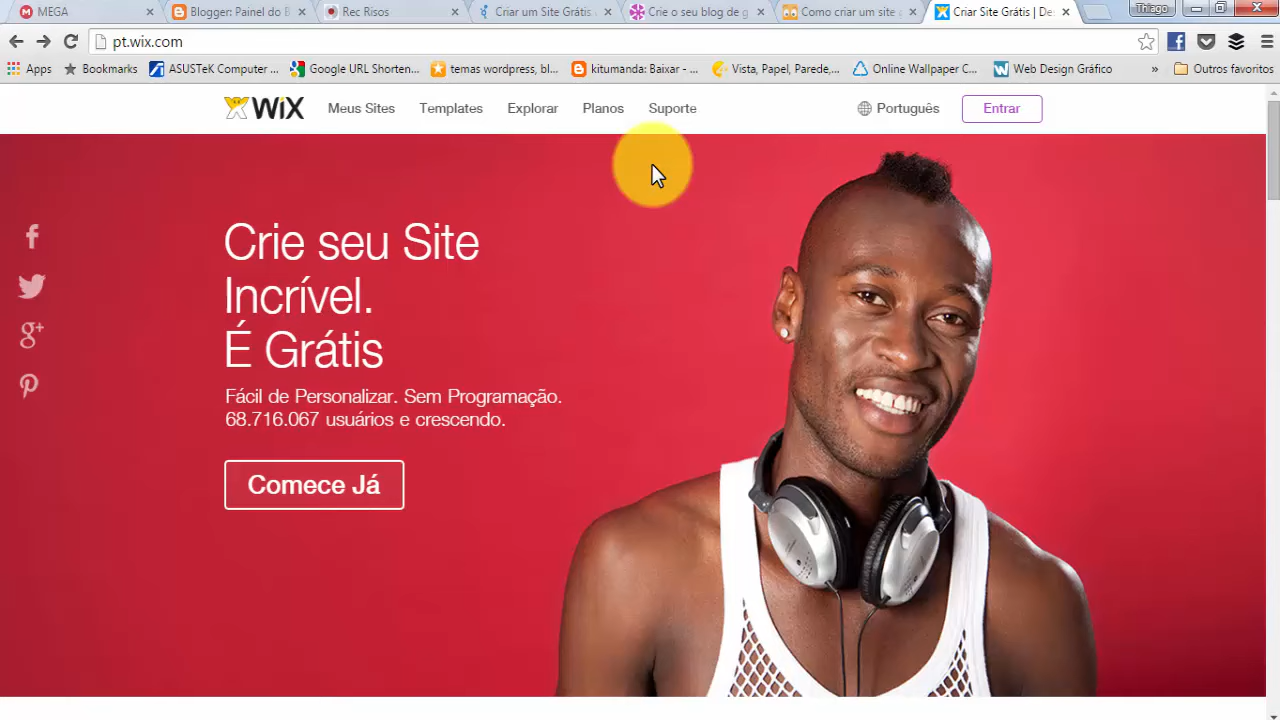 MEGA
Blogger: Painel do B
Rec Risos
Criar um Site Grátis
Crie o seu blog de g
Como criar um site g
Criar Site Grátis | De
Thiago
pt.wix.com
Apps
Bookmarks
ASUSTeK Computer ...
Google URL Shorten...
temas wordpress, bl...
kitumanda: Baixar - ...
Vista, Papel, Parede,...
Online Wallpaper C...
Web Design Gráfico
»
Outros favoritos
WiX
Meus Sites
Templates
Explorar
Planos
Suporte
Português
Entrar
Crie seu Site
Incrível.
É Grátis
Fácil de Personalizar. Sem Programação.
68.716.067 usuários e crescendo.
Comece Já